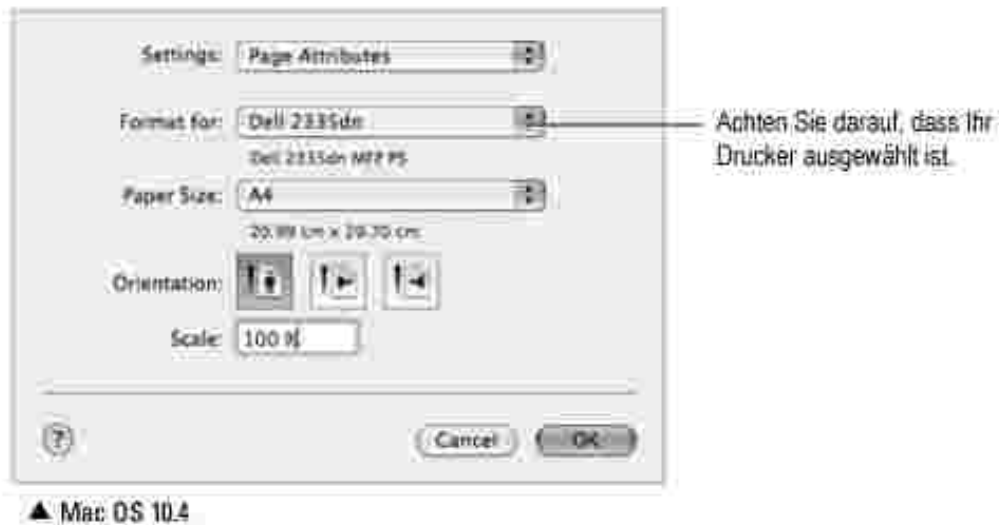 Settings: Page Attributes
Format for: Dell 2335dn
Achten Sie darauf, dass Ihr
Drucker ausgewählt ist.
Dell 2335dn MFP PS
Paper Size: A4
20.99 cm x 29.70 cm
Orientation:
Scale: 100 %
?
Cancel
OK
▲ Mac OS 10.4